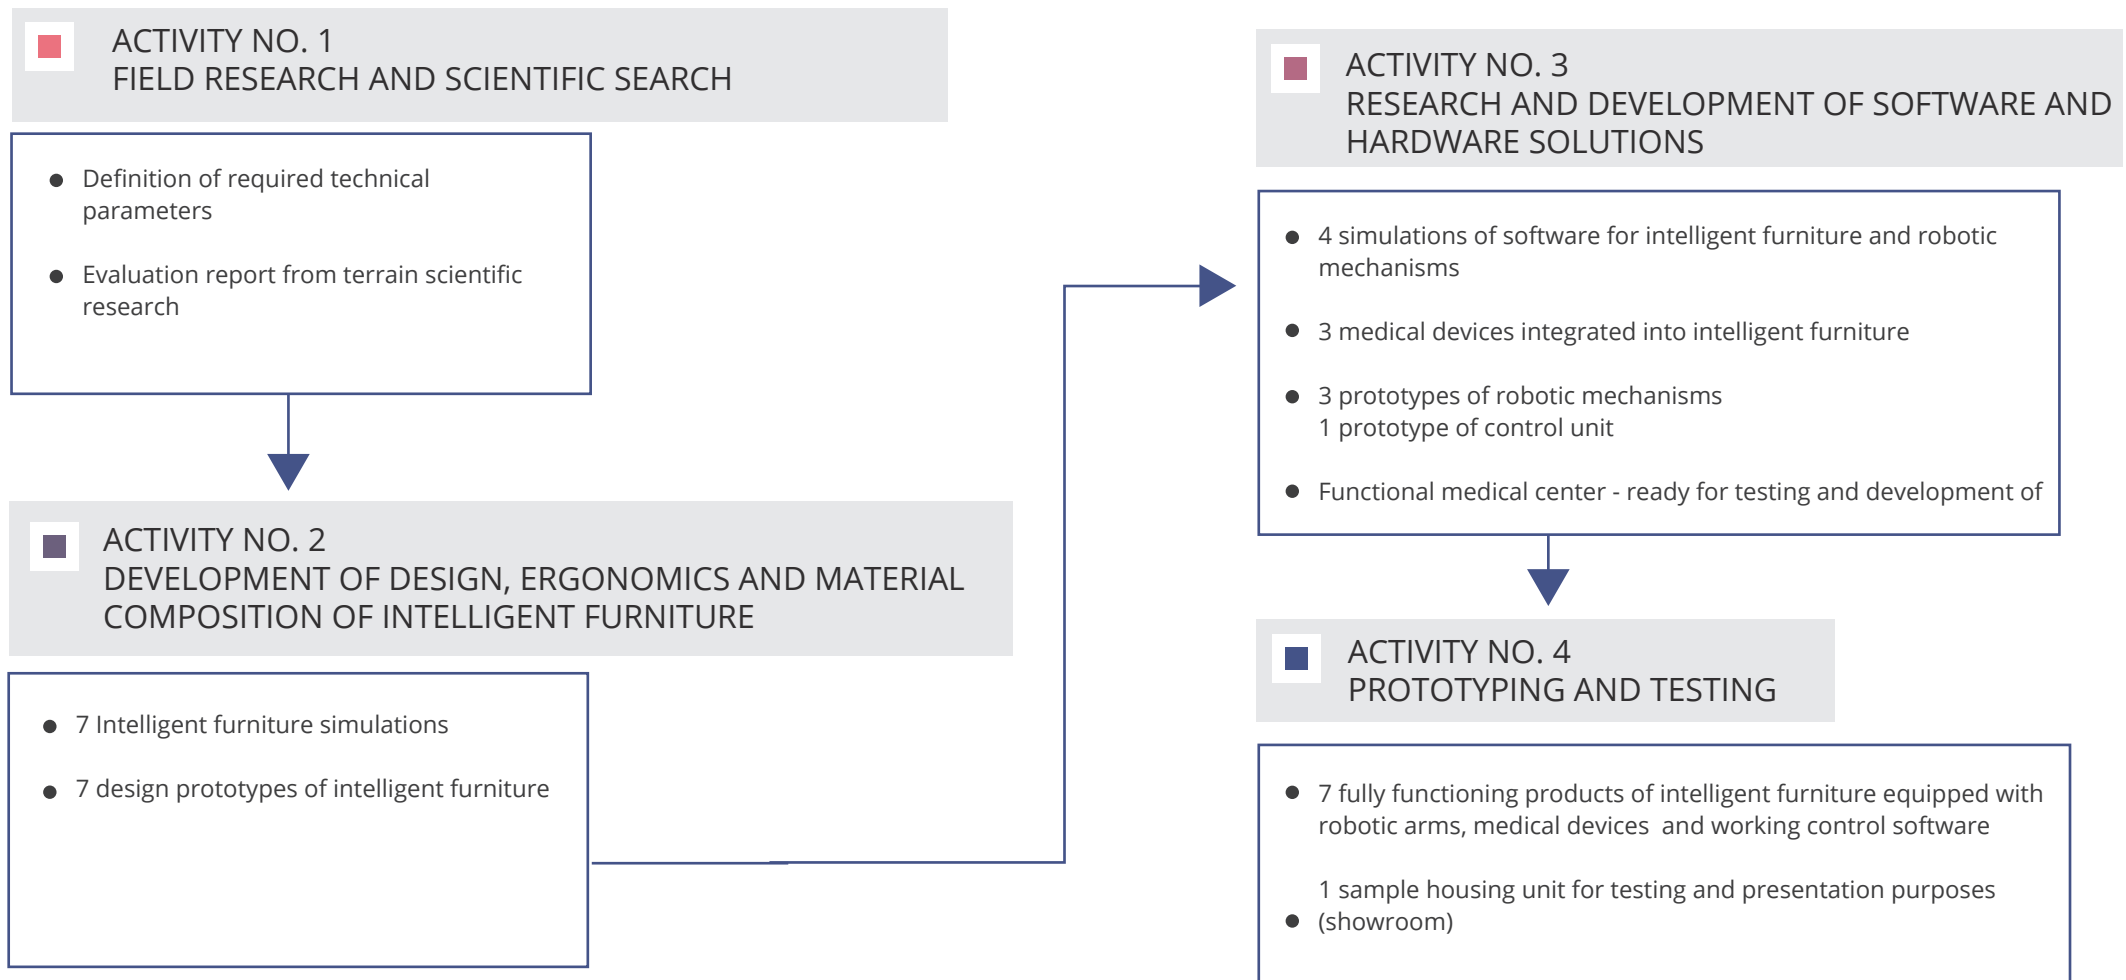 ACTIVITY NO. 1
FIELD RESEARCH AND SCIENTIFIC SEARCH
Definition of required technical
parameters
Evaluation report from terrain scientific
research
ACTIVITY NO. 2
DEVELOPMENT OF DESIGN, ERGONOMICS AND MATERIAL
COMPOSITION OF INTELLIGENT FURNITURE
7 Intelligent furniture simulations
7 design prototypes of intelligent furniture
ACTIVITY NO. 3
RESEARCH AND DEVELOPMENT OF SOFTWARE AND
HARDWARE SOLUTIONS
4 simulations of software for intelligent furniture and robotic
mechanisms
3 medical devices integrated into intelligent furniture
3 prototypes of robotic mechanisms
1 prototype of control unit
Functional medical center - ready for testing and development of
ACTIVITY NO. 4
PROTOTYPING AND TESTING
7 fully functioning products of intelligent furniture equipped with
robotic arms, medical devices and working control software
1 sample housing unit for testing and presentation purposes
(showroom)